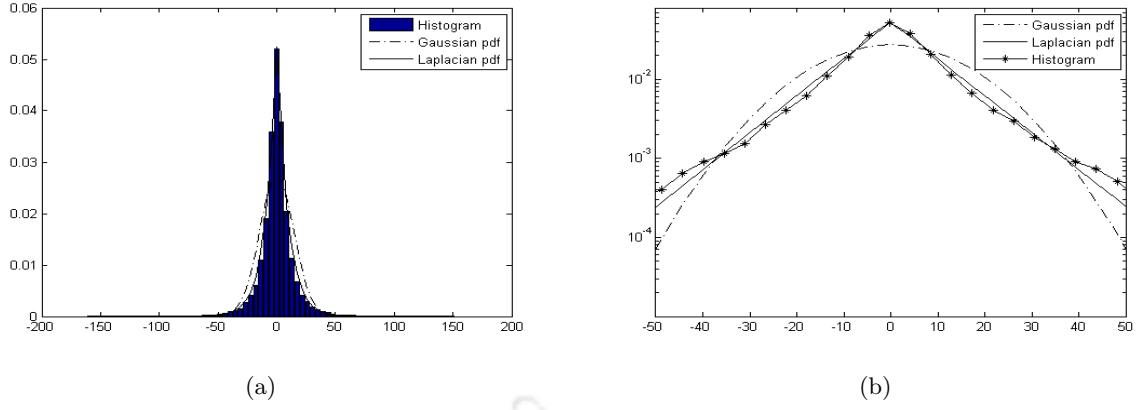 0.06
0.05
0.04
0.03
0.02
0.01
0
-200 -150 -100 -50 0 50 100 150 200
Histogram
Gaussian pdf
Laplacian pdf
(a)
10^-2
10^-3
10^-4
-50 -40 -30 -20 -10 0 10 20 30 40 50
Gaussian pdf
Laplacian pdf
Histogram
(b)